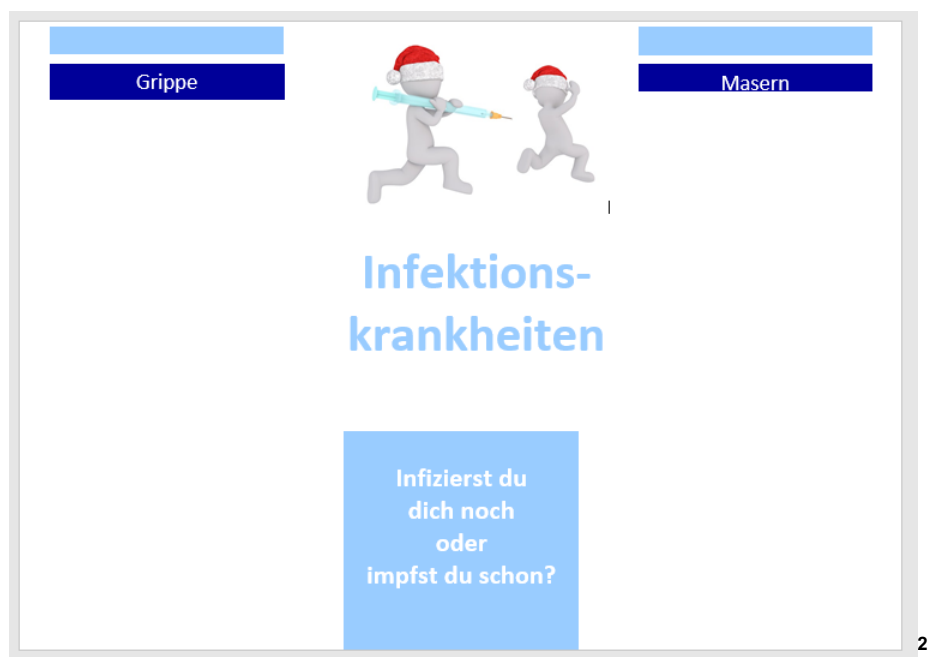 Grippe
Masern
Infektions-
krankheiten
Infizierst du
dich noch
oder
impfst du schon?
2